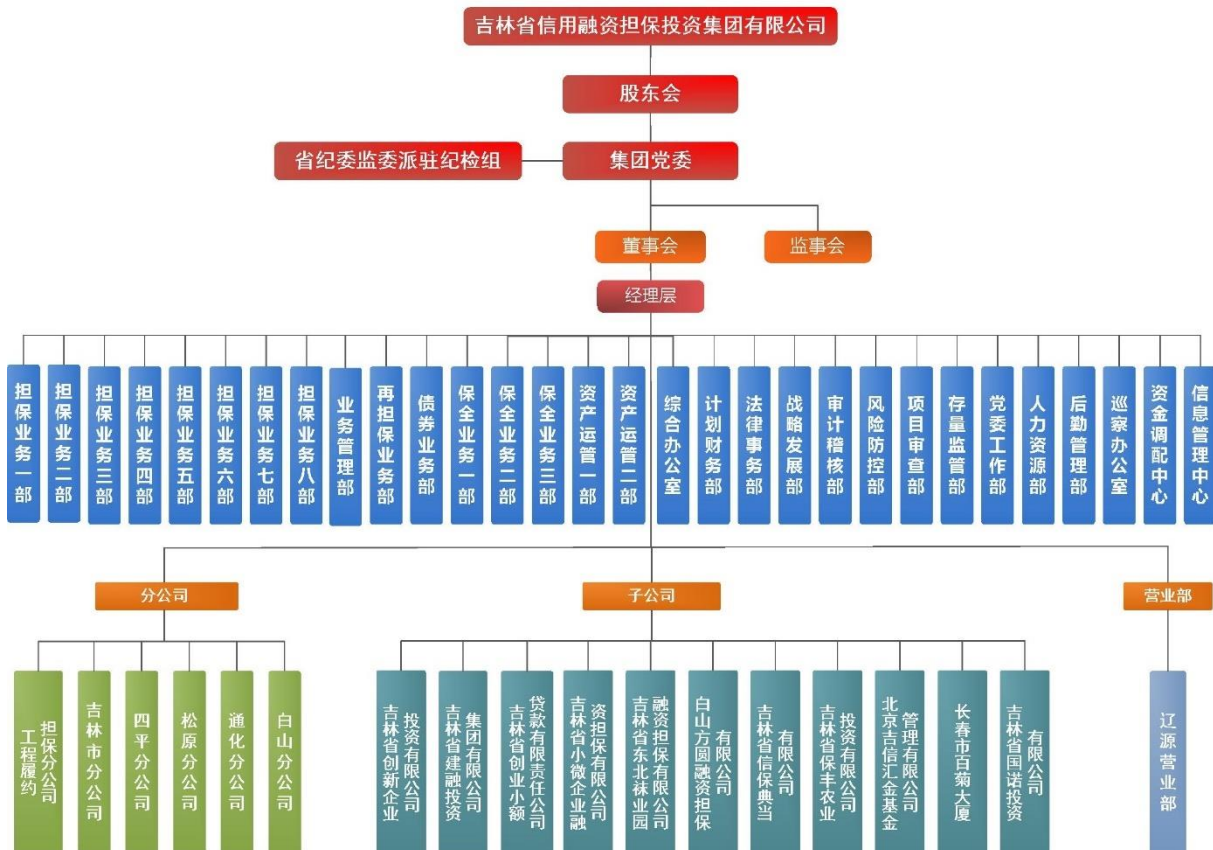 吉林省信用融资担保投资集团有限公司
股东会
省纪委监委派驻纪检组
集团党委
董事会
监事会
经理层
担保业务一部
担保业务二部
担保业务三部
担保业务四部
担保业务五部
担保业务六部
担保业务七部
担保业务八部
业务管理部
再担保业务部
债券业务部
保全业务一部
保全业务二部
保全业务三部
资产运管一部
资产运管二部
综合办公室
计划财务部
法律事务部
战略发展部
审计稽核部
风险防控部
项目审查部
存量监管部
党委工作部
人力资源部
后勤管理部
巡察办公室
资金调配中心
信息管理中心
分公司
子公司
营业部
工程履约
担保分公司
吉林市分公司
四平分公司
松原分公司
通化分公司
白山分公司
吉林省创新企业
投资有限公司
吉林省建融投资
集团有限公司
吉林省创业小额
贷款有限责任公司
吉林省小微企业融
资担保有限公司
吉林省东北袜业园
融资担保有限公司
白山方圆融资担保
有限公司
吉林省信保典当
有限公司
吉林省保丰农业
投资有限公司
北京吉信汇金基金
管理有限公司
长春市百菊大厦
吉林省国诺投资
有限公司
辽源营业部